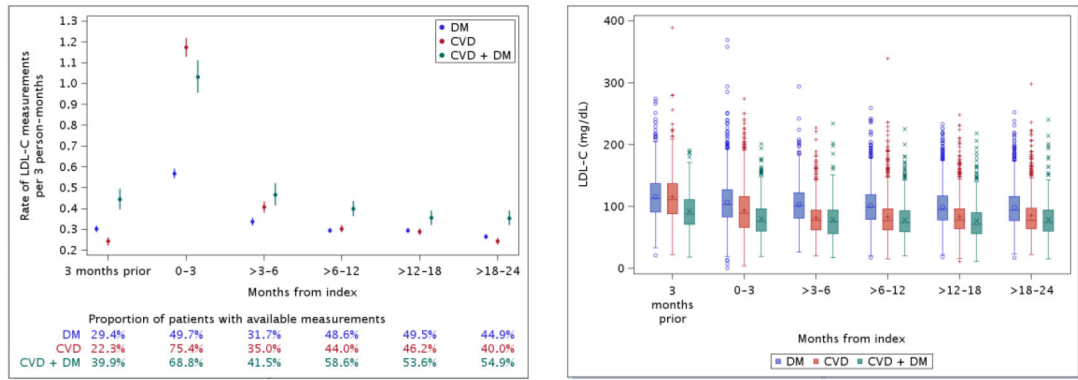 1.3
1.2
1.1
1.0
0.9
0.8
0.7
0.6
0.5
0.4
0.3
0.2
Rate of LDL-C measurements
per 3 person-months
DM
CVD
CVD + DM
3 months prior 0-3 >3-6 >6-12 >12-18 >18-24
Months from index
Proportion of patients with available measurements
DM 29.4% 49.7% 31.7% 48.6% 49.5% 44.9%
CVD 22.3% 75.4% 35.0% 44.0% 46.2% 40.0%
CVD + DM 39.9% 68.8% 41.5% 58.6% 53.6% 54.9%
400
300
200
100
0
LDL-C (mg/dL)
3 months prior 0-3 >3-6 >6-12 >12-18 >18-24
Months from index
DM CVD CVD + DM